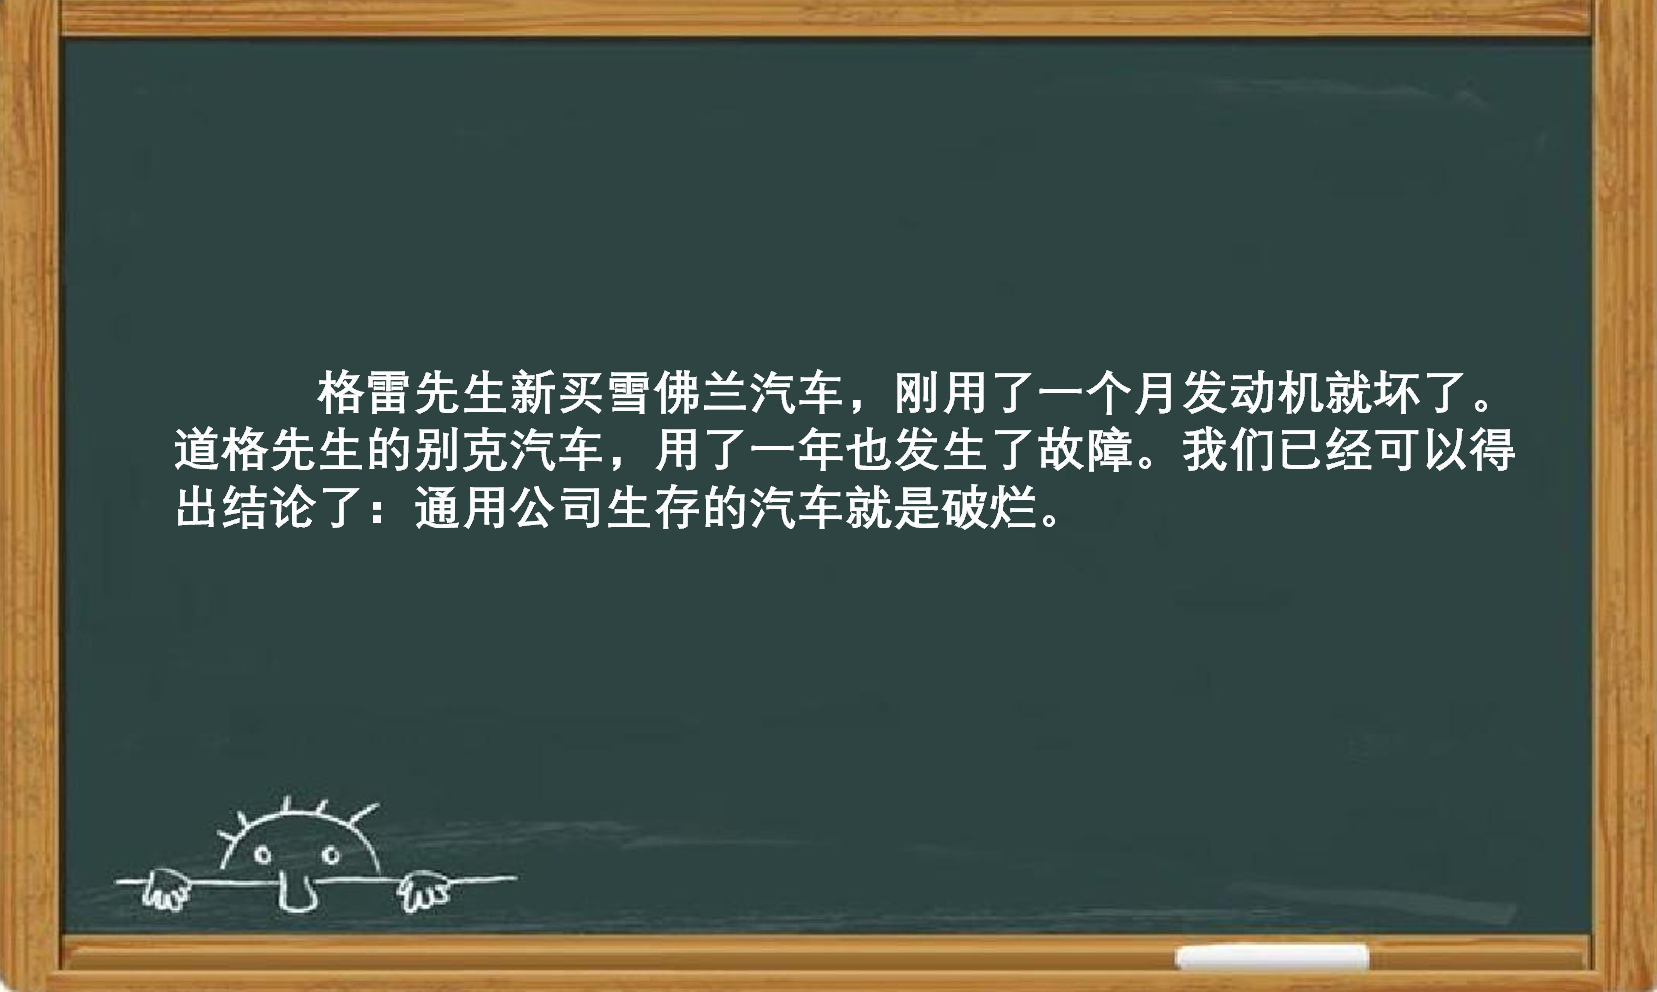 格雷先生新买雪佛兰汽车，刚用了一个月发动机就坏了。
道格先生的别克汽车，用了一年也发生了故障。我们已经可以得
出结论了：通用公司生存的汽车就是破烂。